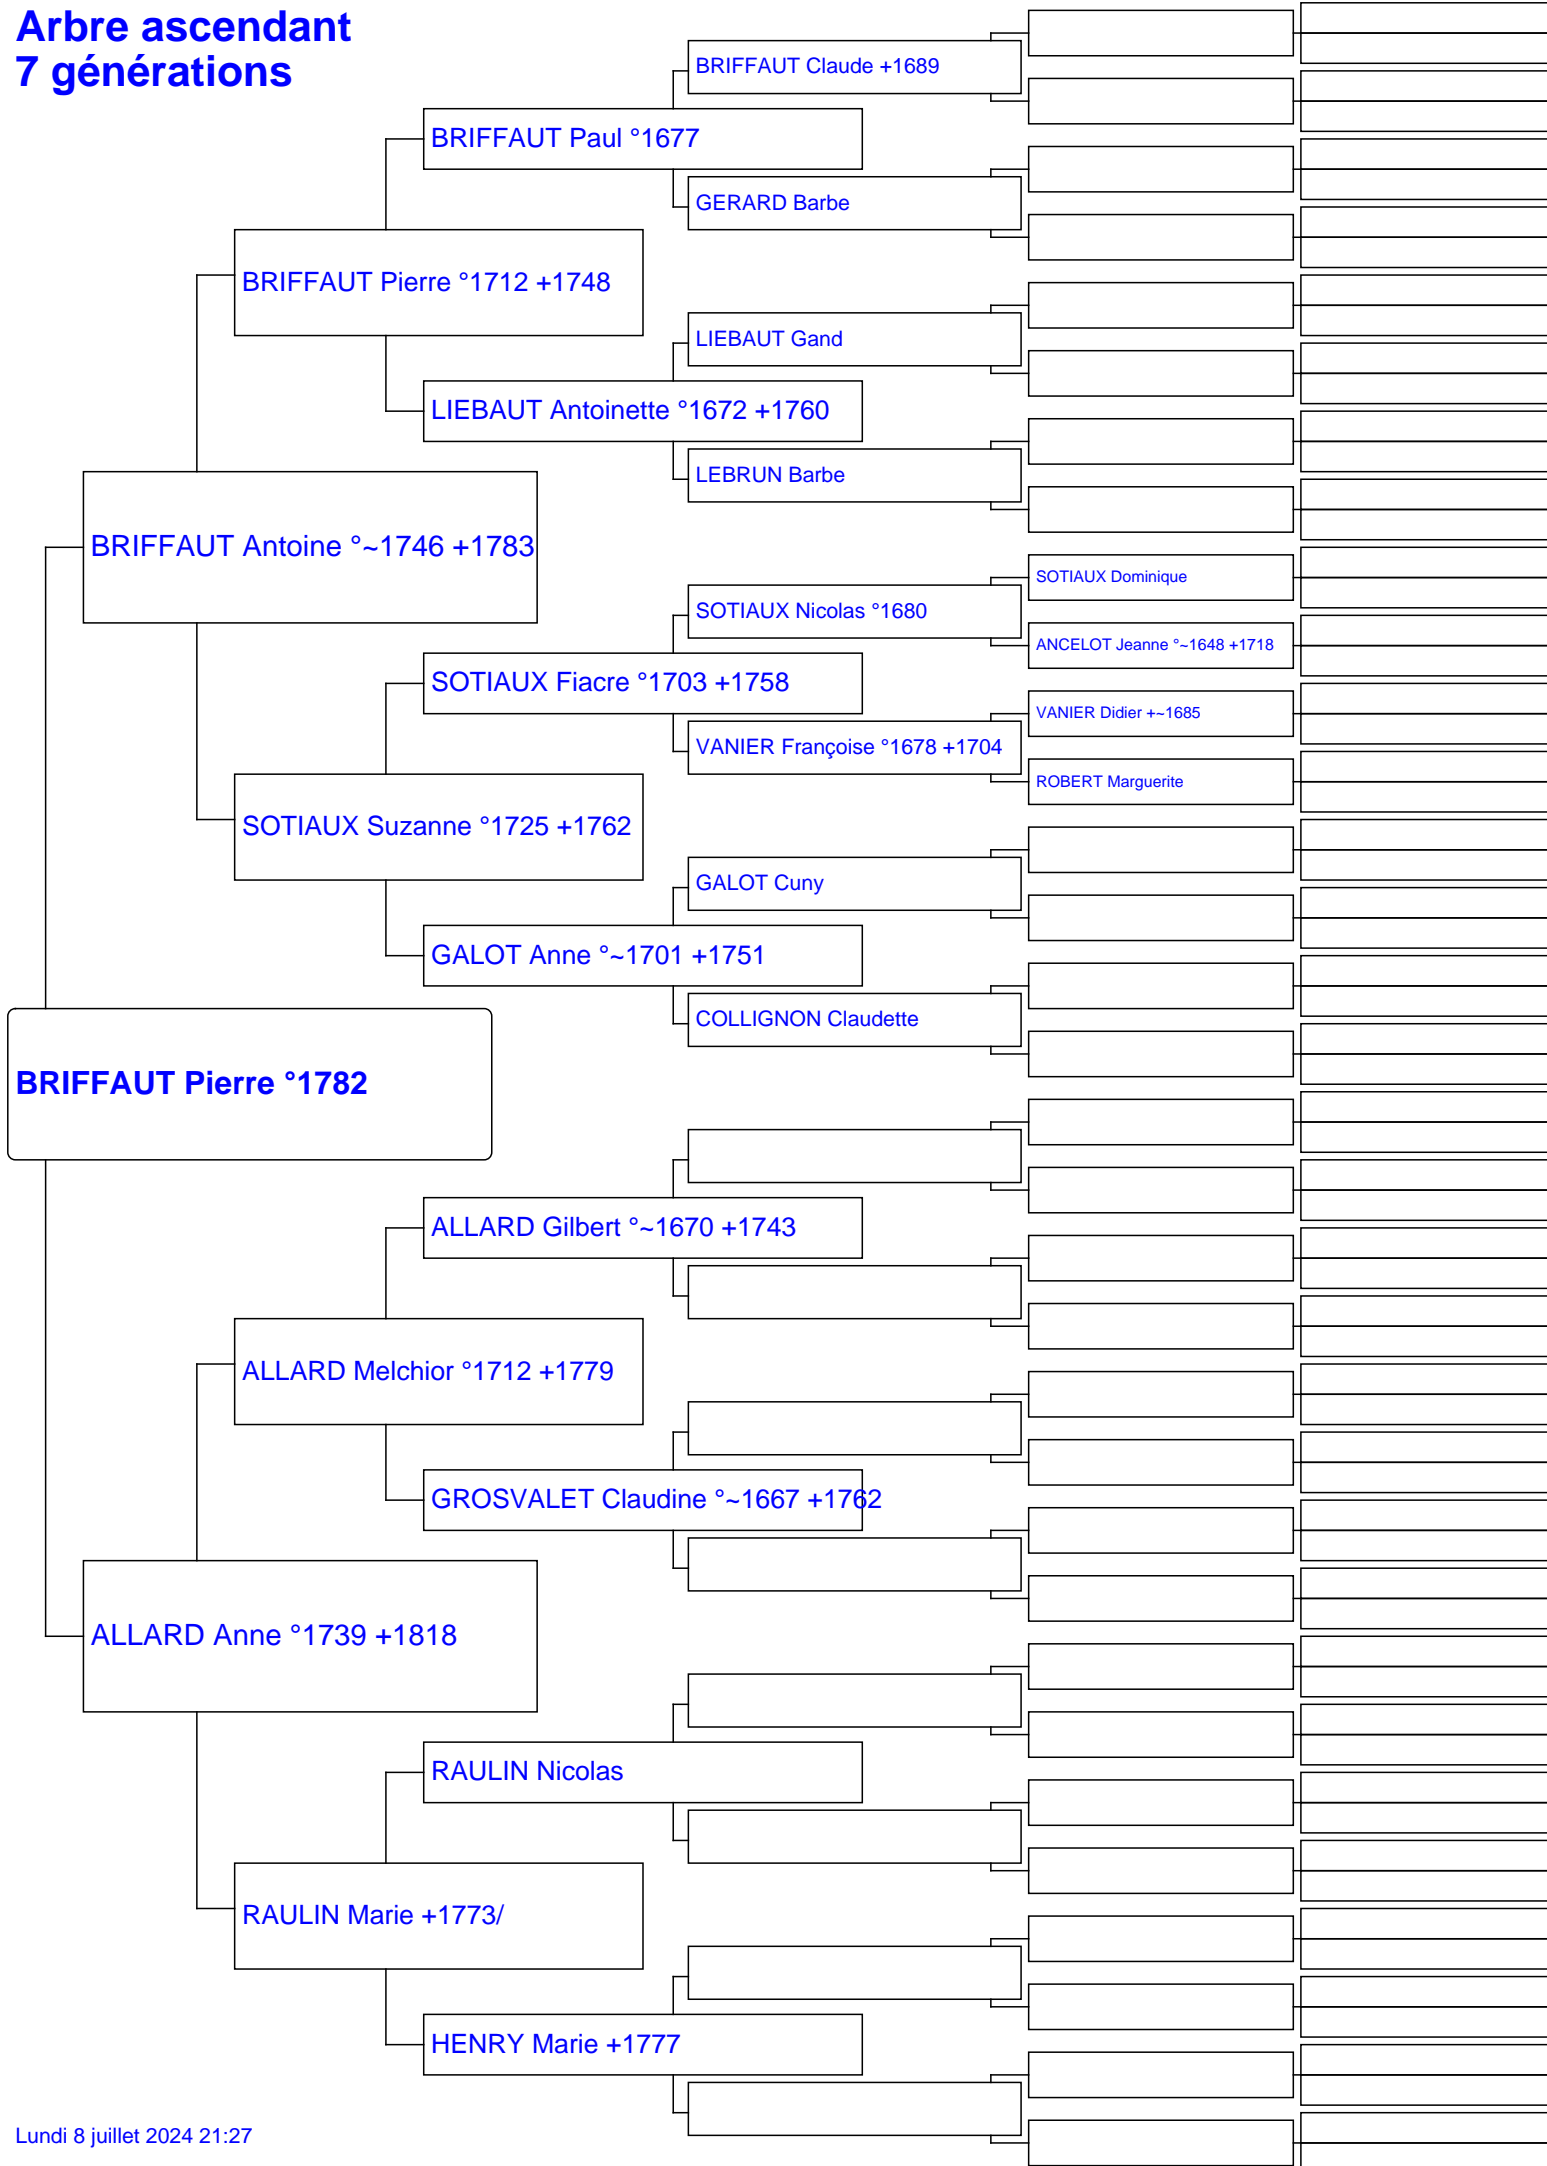 Arbre ascendant
7 générations
BRIFFAUT Claude +1689
BRIFFAUT Paul °1677
GERARD Barbe
BRIFFAUT Pierre °1712 +1748
LIEBAUT Gand
LIEBAUT Antoinette °1672 +1760
LEBRUN Barbe
BRIFFAUT Antoine °~1746 +1783
SOTIAUX Dominique
SOTIAUX Nicolas °1680
ANCELOT Jeanne °~1648 +1718
SOTIAUX Fiacre °1703 +1758
VANIER Didier +~1685
VANIER Françoise °1678 +1704
ROBERT Marguerite
SOTIAUX Suzanne °1725 +1762
GALOT Cuny
GALOT Anne °~1701 +1751
COLLIGNON Claudette
BRIFFAUT Pierre °1782
ALLARD Gilbert °~1670 +1743
ALLARD Melchior °1712 +1779
GROSVALET Claudine °~1667 +1762
ALLARD Anne °1739 +1818
RAULIN Nicolas
RAULIN Marie +1773/
HENRY Marie +1777
Lundi 8 juillet 2024 21:27